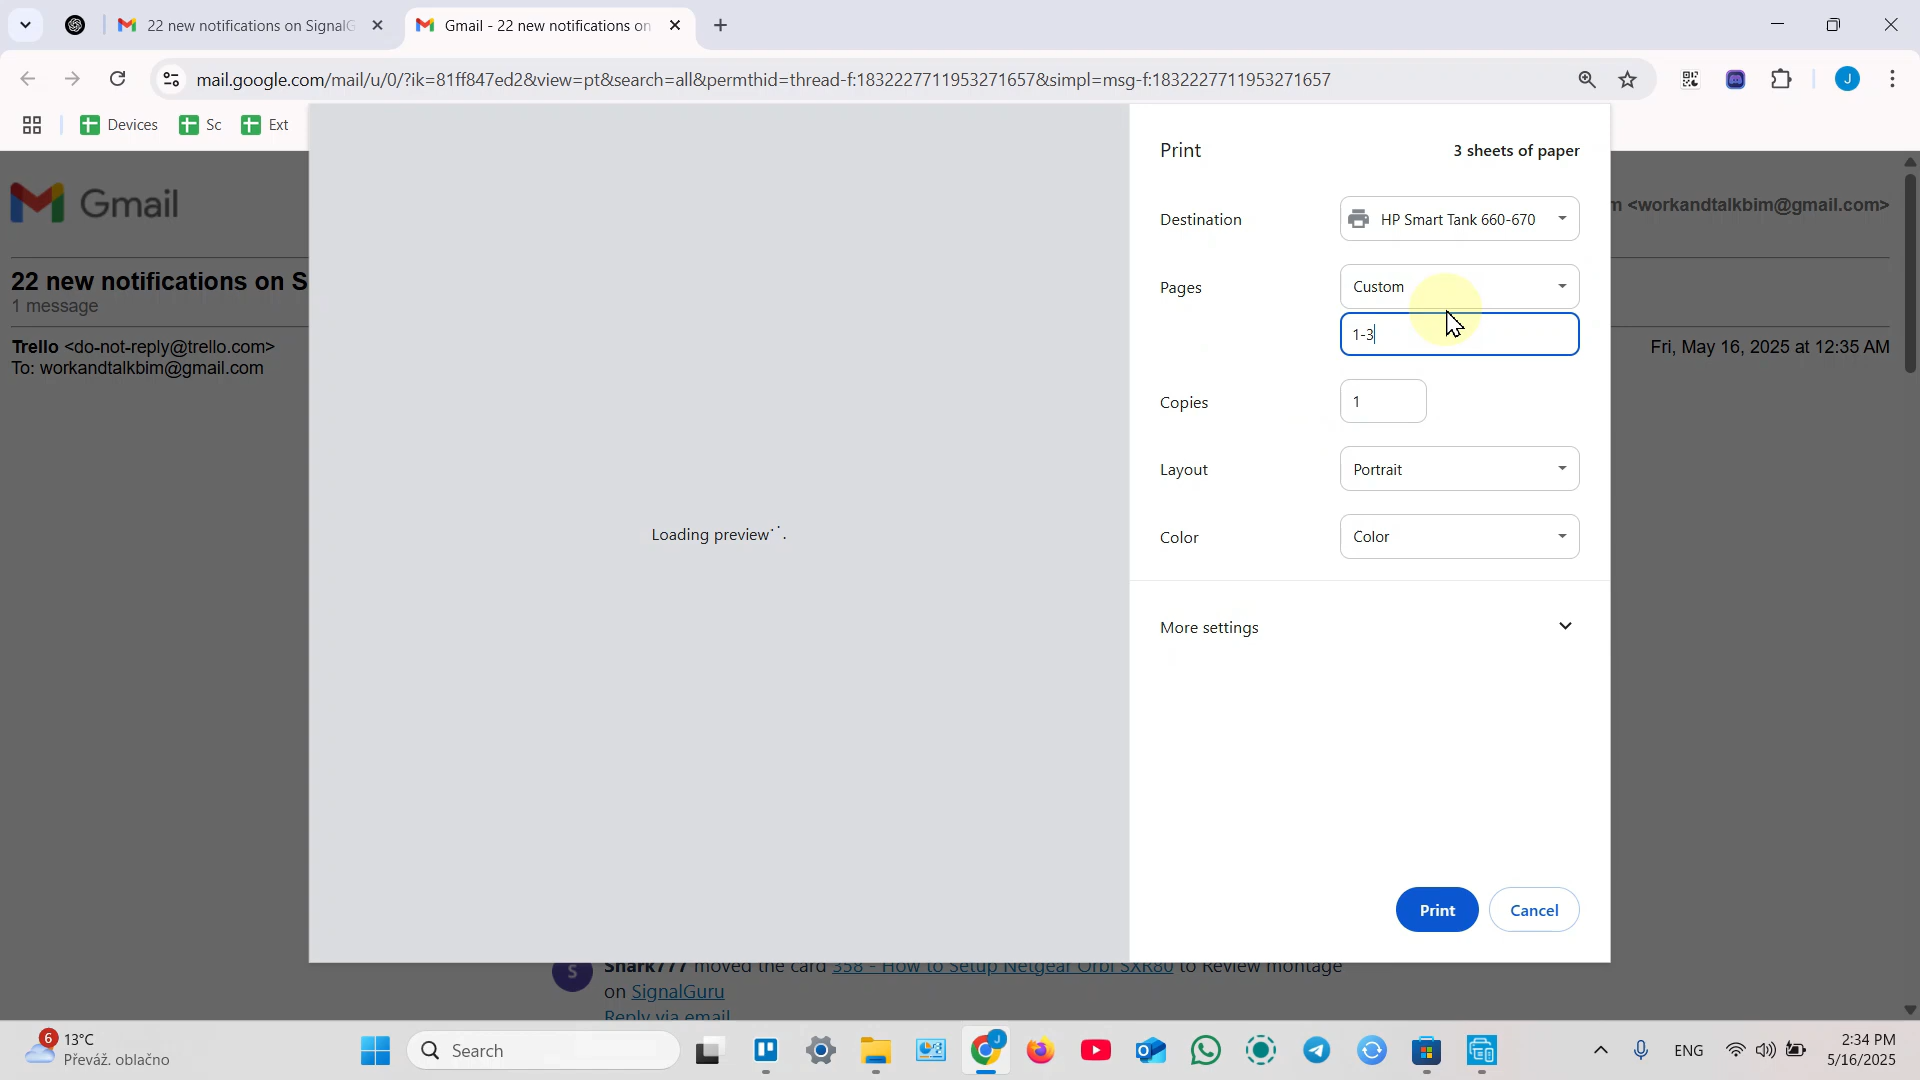 22 new notifications on SignalG
Gmail - 22 new notifications on
mail.google.com/mail/u/0/?ik=81ff847ed2&view=pt&search=all&permthid=thread-f:1832227711953271657&simpl=msg-f:1832227711953271657
J
Devices
Sc
Ext
Gmail
m <workandtalkbim@gmail.com>
22 new notifications on S
1 message
Trello <do-not-reply@trello.com>
To: workandtalkbim@gmail.com
Fri, May 16, 2025 at 12:35 AM
Loading preview
Print
3 sheets of paper
Destination
HP Smart Tank 660-670
Pages
Custom
1-3
Copies
1
Layout
Portrait
Color
Color
More settings
Print
Cancel
S
Shark777 moved the card 358 - How to Setup Netgear Orbi SXR80 to Review montage
on SignalGuru
Reply via email
6
13°C
Převáž. oblačno
Search
J
ENG
2:34 PM
5/16/2025